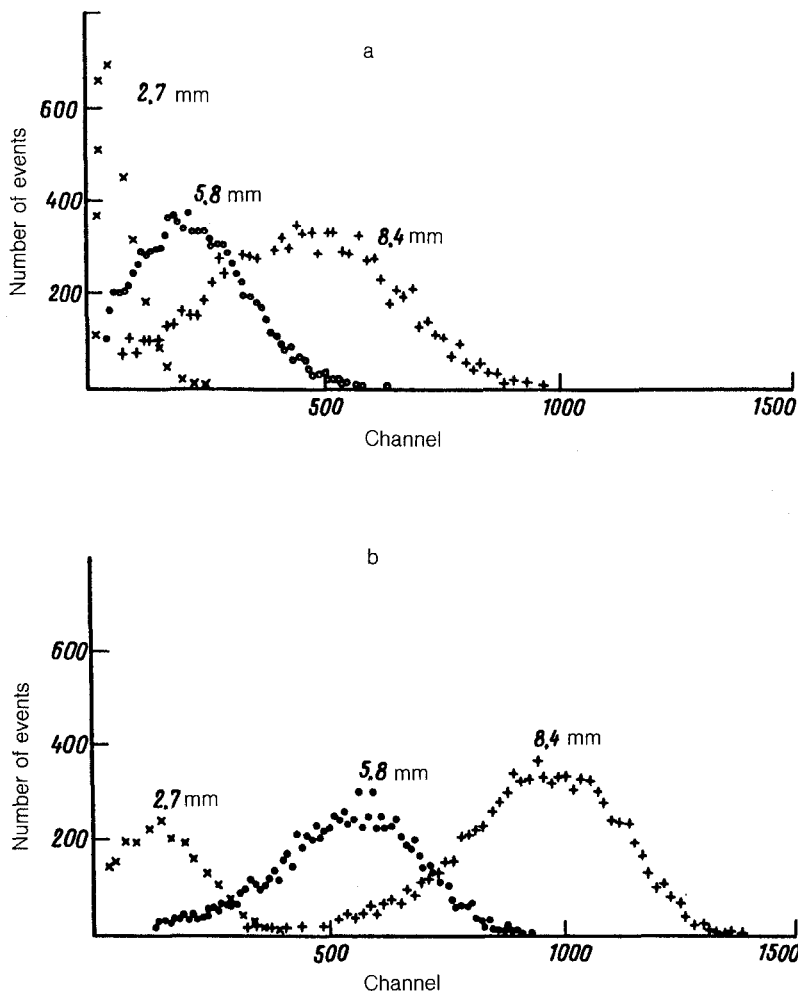 a
Number of events
600
400
200
2,7 mm
5,8 mm
8,4 mm
500
1000
1500
Channel
b
Number of events
600
400
200
2,7 mm
5,8 mm
8,4 mm
500
1000
1500
Channel